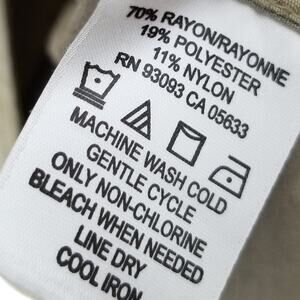 70% RAYON/RAYONNE
19% POLYESTER
11% NYLON
RN 93093 CA 05633
MACHINE WASH COLD
GENTLE CYCLE
ONLY NON-CHLORINE
BLEACH WHEN NEEDED
LINE DRY
COOL IRON